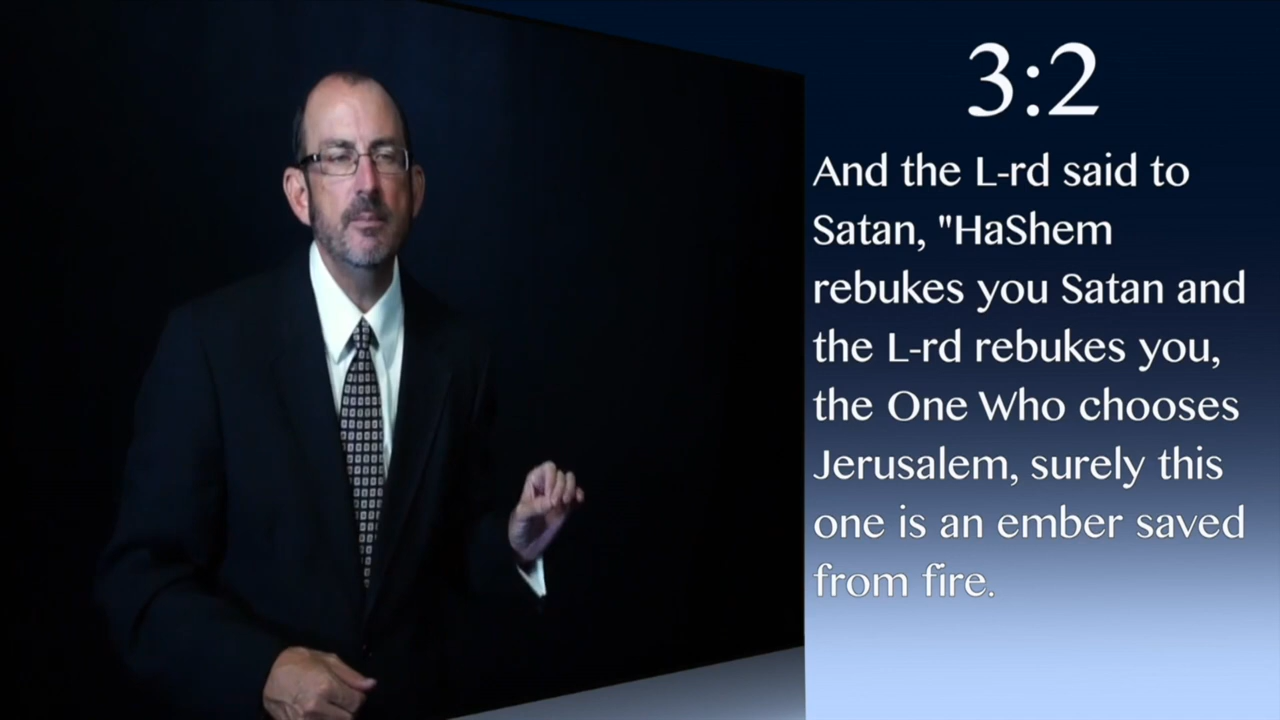 3:2
And the L-rd said to
Satan, "HaShem
rebukes you Satan and
the L-rd rebukes you,
the One Who chooses
Jerusalem, surely this
one is an ember saved
from fire.